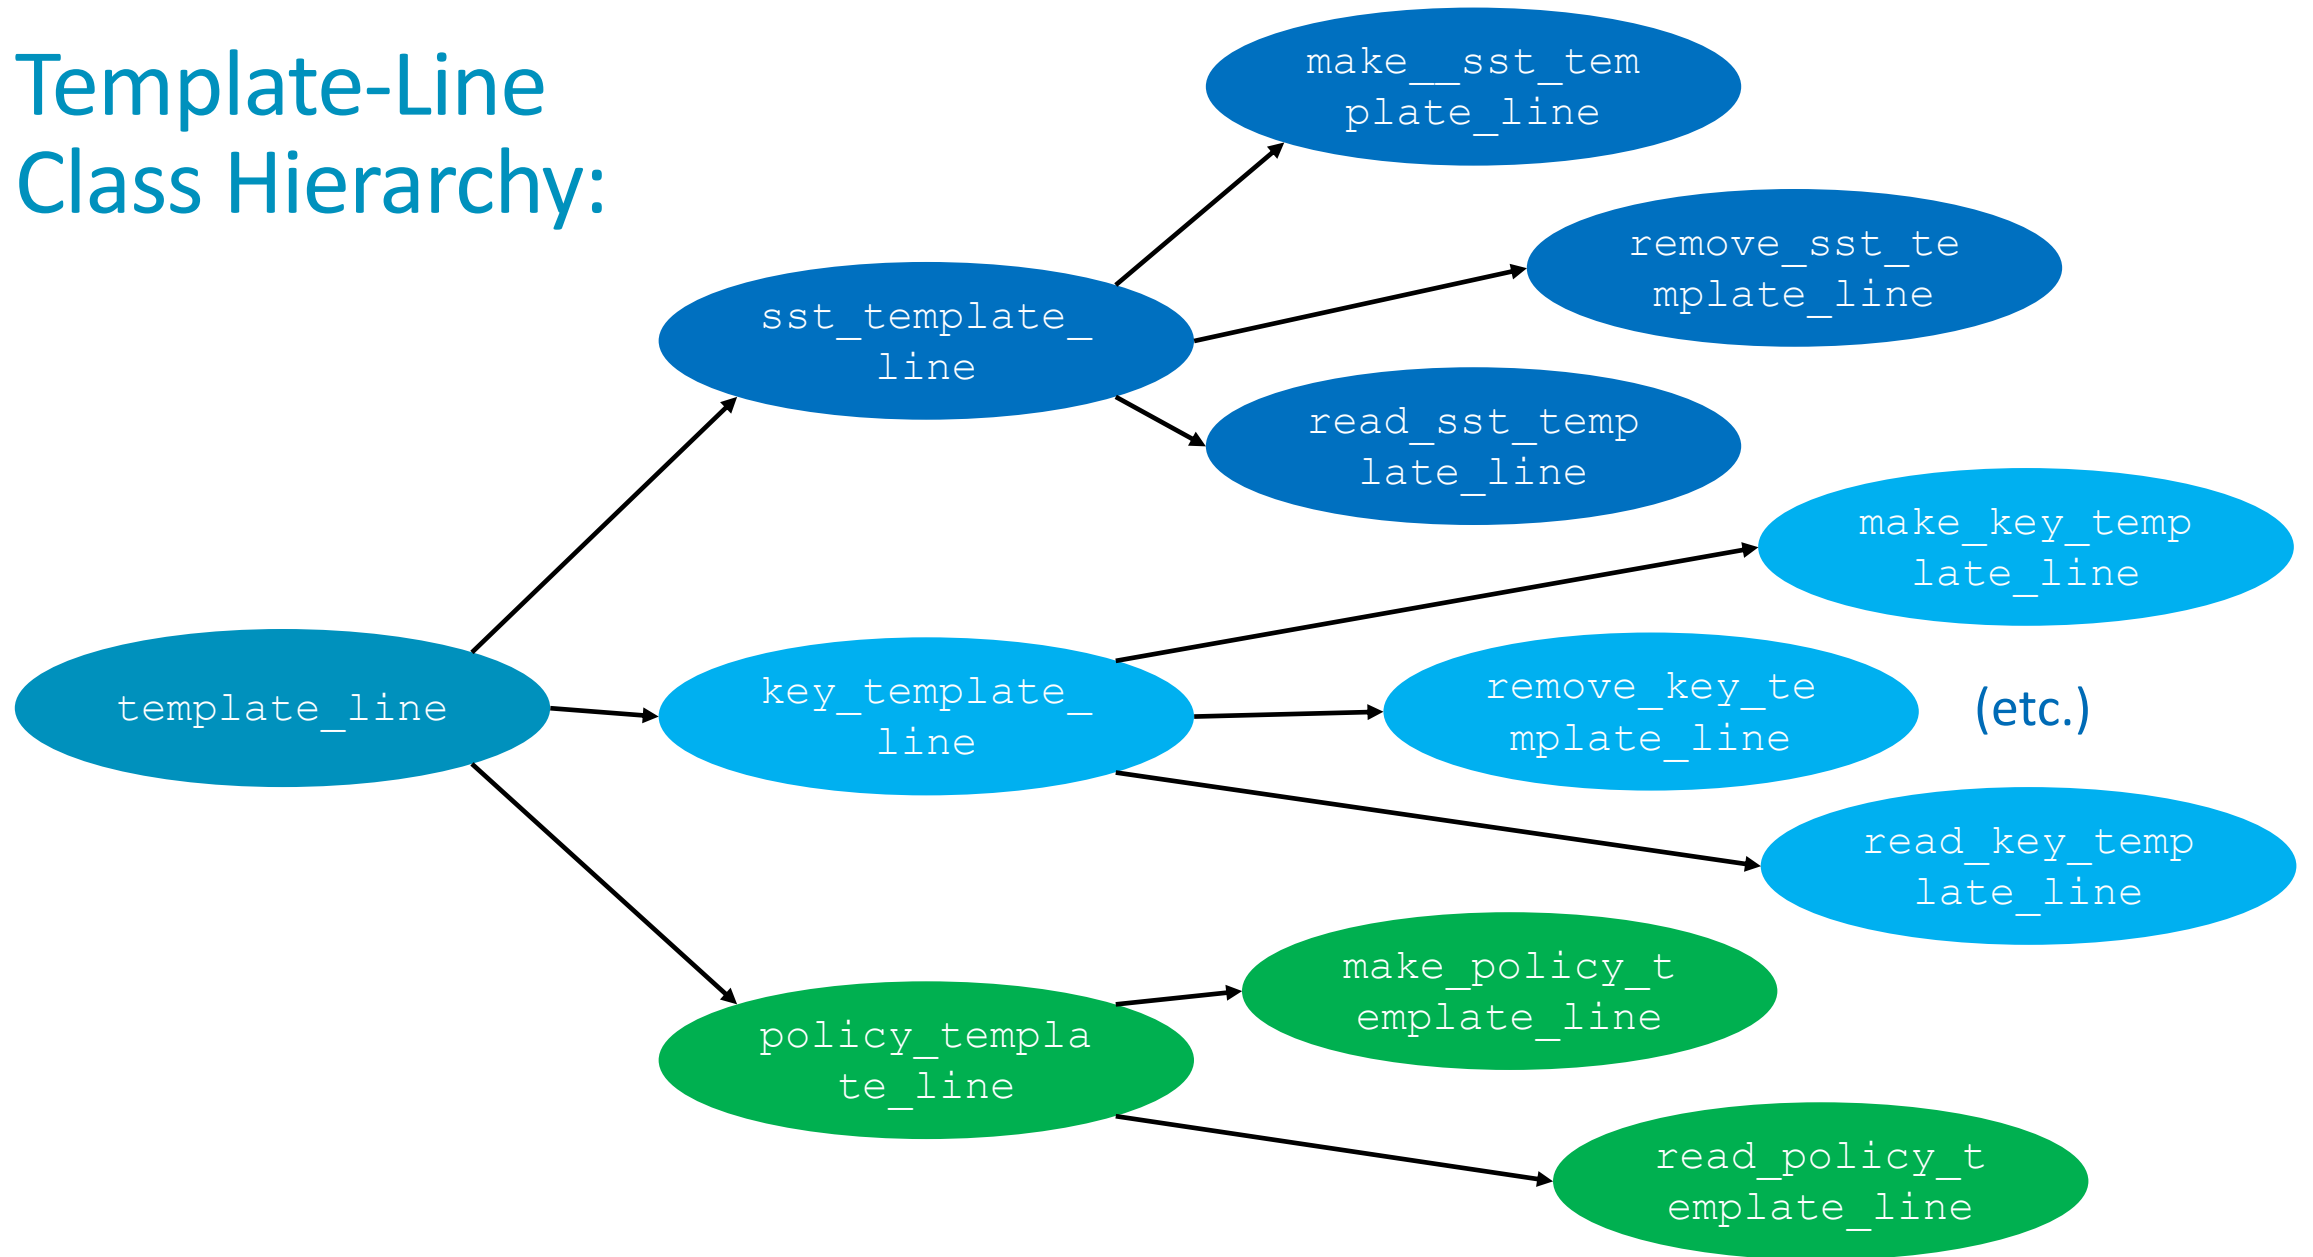 Template-Line
Class Hierarchy:
make__sst_tem
plate_line
remove_sst_te
mplate_line
sst_template_
line
read_sst_temp
late_line
make_key_temp
late_line
template_line
key_template_
line
remove_key_te
mplate_line
(etc.)
read_key_temp
late_line
policy_templa
te_line
make_policy_t
emplate_line
read_policy_t
emplate_line